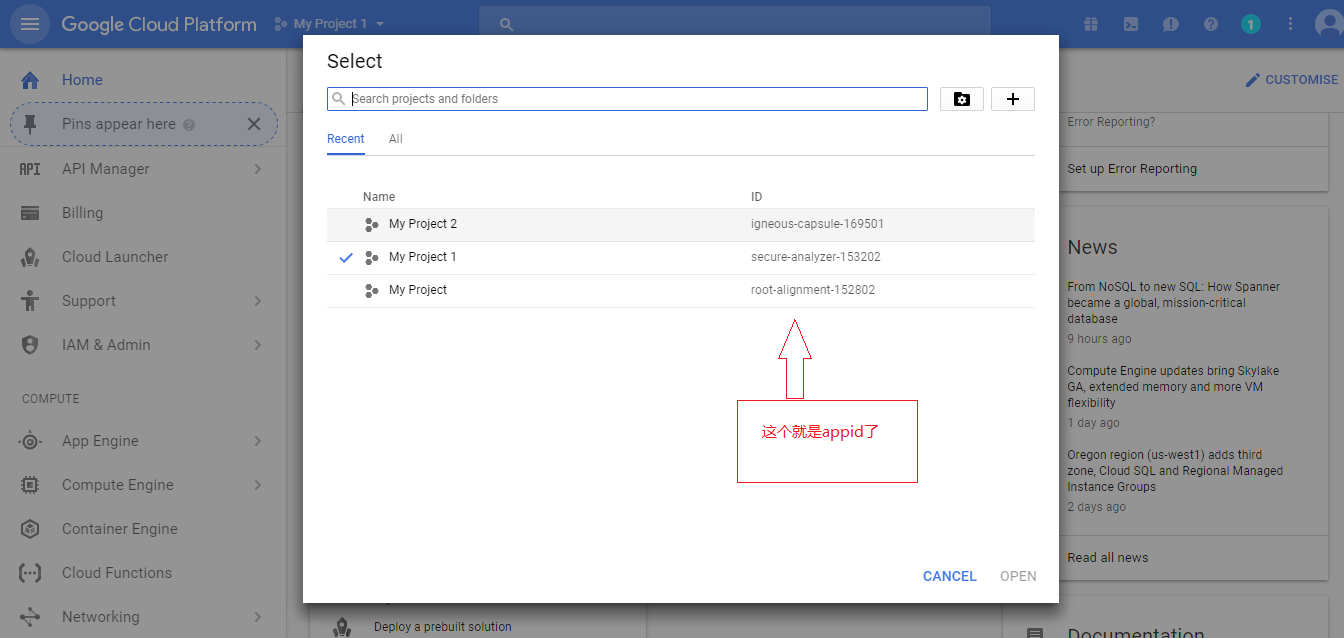 Google Cloud Platform
My Project 1
1
Home
Pins appear here
API Manager
Billing
Cloud Launcher
Support
IAM & Admin
COMPUTE
App Engine
Compute Engine
Container Engine
Cloud Functions
Networking
Select
Search projects and folders
Recent All
Name ID
My Project 2 igneous-capsule-169501
My Project 1 secure-analyzer-153202
My Project root-alignment-152802
这个就是appid了
CANCEL OPEN
Deploy a prebuilt solution
CUSTOMISE
Error Reporting?
Set up Error Reporting
News
From NoSQL to new SQL: How Spanner
became a global, mission-critical
database
9 hours ago
Compute Engine updates bring Skylake
GA, extended memory and more VM
flexibility
1 day ago
Oregon region (us-west1) adds third
zone, Cloud SQL and Regional Managed
Instance Groups
2 days ago
Read all news
Documentation